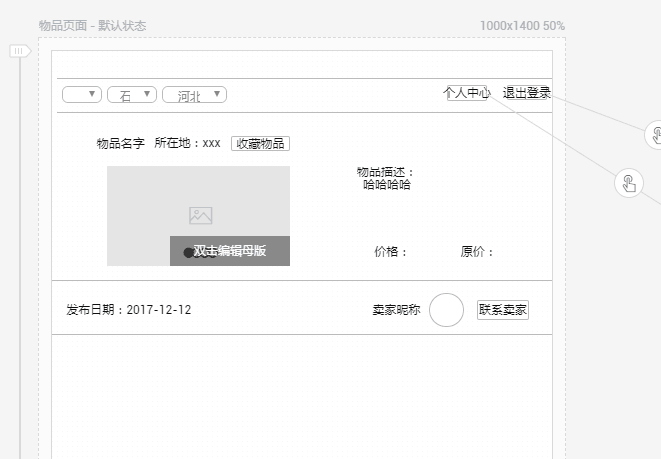 物品页面 - 默认状态 1000x1400 50%
石 河北 个人中心 退出登录
物品名字 所在地：xxx 收藏物品
物品描述：
哈哈哈哈
双击编辑母版 价格： 原价：
发布日期：2017-12-12 卖家昵称 联系卖家